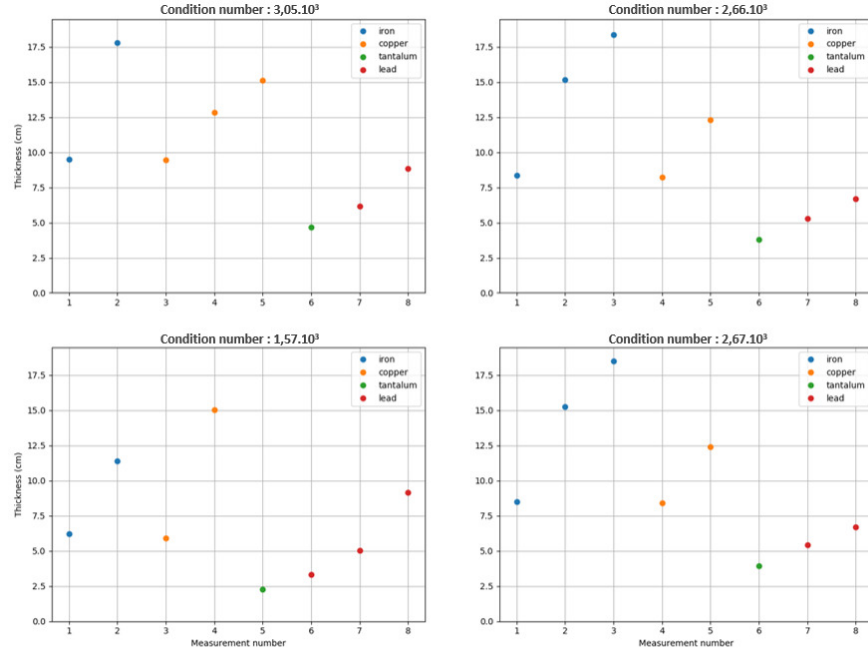 Condition number : 3,05.10³
Thickness (cm)
17.5
15.0
12.5
10.0
7.5
5.0
2.5
0.0
1 2 3 4 5 6 7 8
iron
copper
tantalum
lead
Condition number : 2,66.10³
17.5
15.0
12.5
10.0
7.5
5.0
2.5
0.0
1 2 3 4 5 6 7 8
iron
copper
tantalum
lead
Condition number : 1,57.10³
Thickness (cm)
17.5
15.0
12.5
10.0
7.5
5.0
2.5
0.0
1 2 3 4 5 6 7 8
Measurement number
iron
copper
tantalum
lead
Condition number : 2,67.10³
17.5
15.0
12.5
10.0
7.5
5.0
2.5
0.0
1 2 3 4 5 6 7 8
Measurement number
iron
copper
tantalum
lead